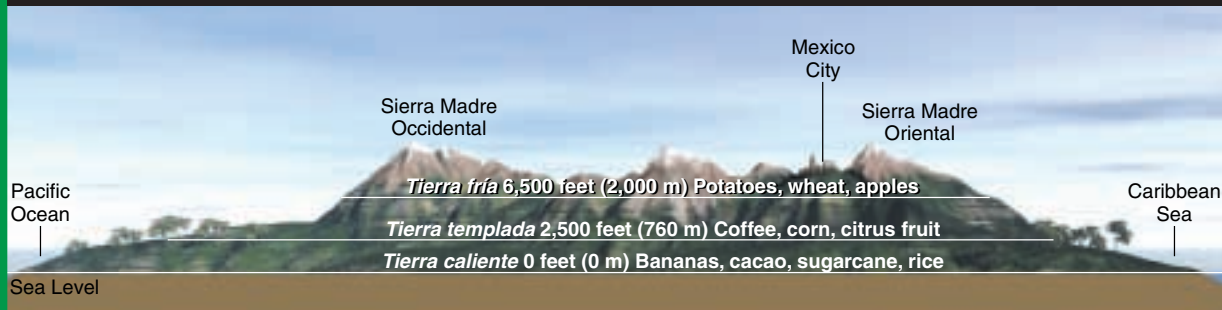 Mexico
City
Sierra Madre
Occidental
Sierra Madre
Oriental
Pacific
Ocean
Tierra fría 6,500 feet (2,000 m) Potatoes, wheat, apples
Caribbean
Sea
Tierra templada 2,500 feet (760 m) Coffee, corn, citrus fruit
Tierra caliente 0 feet (0 m) Bananas, cacao, sugarcane, rice
Sea Level